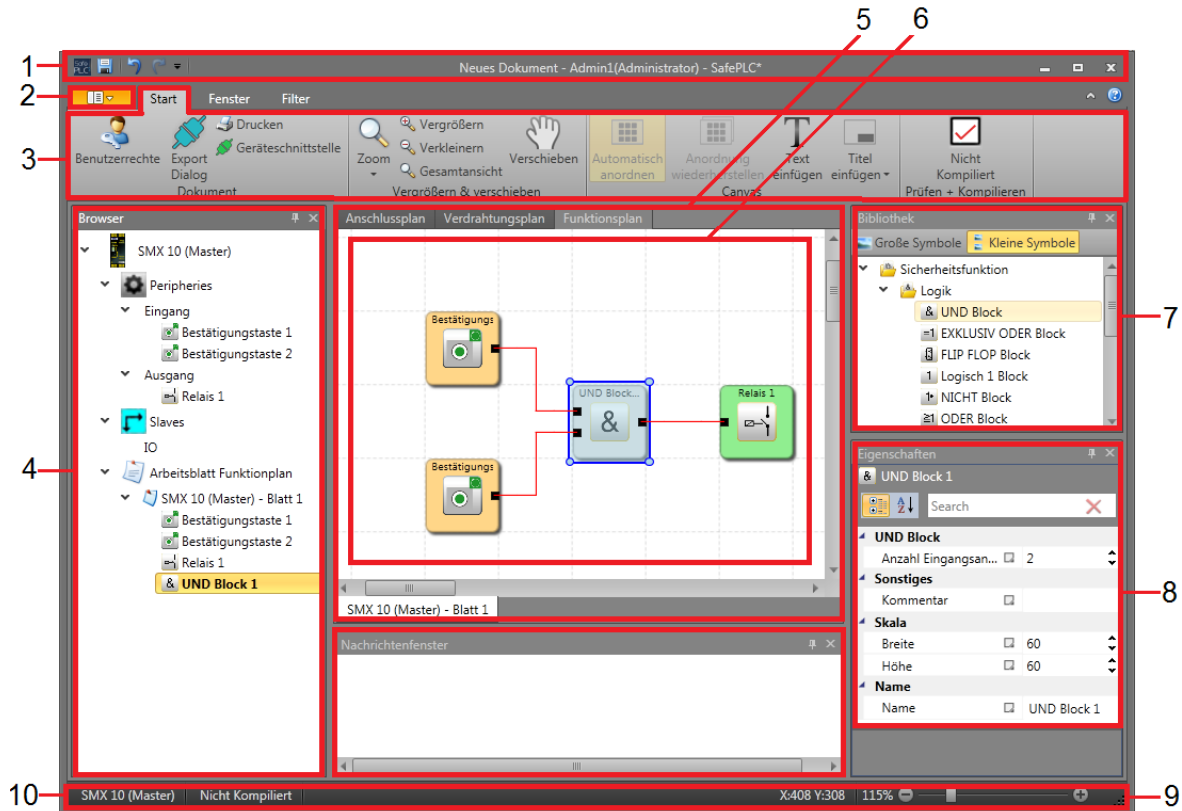 5 6
1 Neues Dokument - Admin1(Administrator) - SafePLC*
2 Start Fenster Filter
3
Benutzerrechte
Export Dialog
Drucken
Geräteschnittstelle
Dokument
Zoom
Vergrößern
Verkleinern
Gesamtansicht
Verschieben
Vergrößern & verschieben
Automatisch anordnen
Anordnung wiederherstellen
Text einfügen
Titel einfügen
Canvas
Nicht Kompiliert
Prüfen + Kompilieren
4
Browser
SMX 10 (Master)
Peripheries
Eingang
Bestätigungstaste 1
Bestätigungstaste 2
Ausgang
Relais 1
Slaves
IO
Arbeitsblatt Funktionplan
SMX 10 (Master) - Blatt 1
Bestätigungstaste 1
Bestätigungstaste 2
Relais 1
& UND Block 1
Anschlussplan Verdrahtungsplan Funktionsplan
Bestätigungs
UND Block...
&
Relais 1
Bestätigungs
SMX 10 (Master) - Blatt 1
Nachrichtenfenster
Bibliothek
Große Symbole Kleine Symbole
Sicherheitsfunktion
Logik
& UND Block
=1 EXKLUSIV ODER Block
FLIP FLOP Block
1 Logisch 1 Block
NICHT Block
≥1 ODER Block
7
Eigenschaften
& UND Block 1
Search
UND Block
Anzahl Eingangsan... 2
Sonstiges
Kommentar
Skala
Breite 60
Höhe 60
Name
Name UND Block 1
8
10 SMX 10 (Master) Nicht Kompiliert X:408 Y:308 115% 9